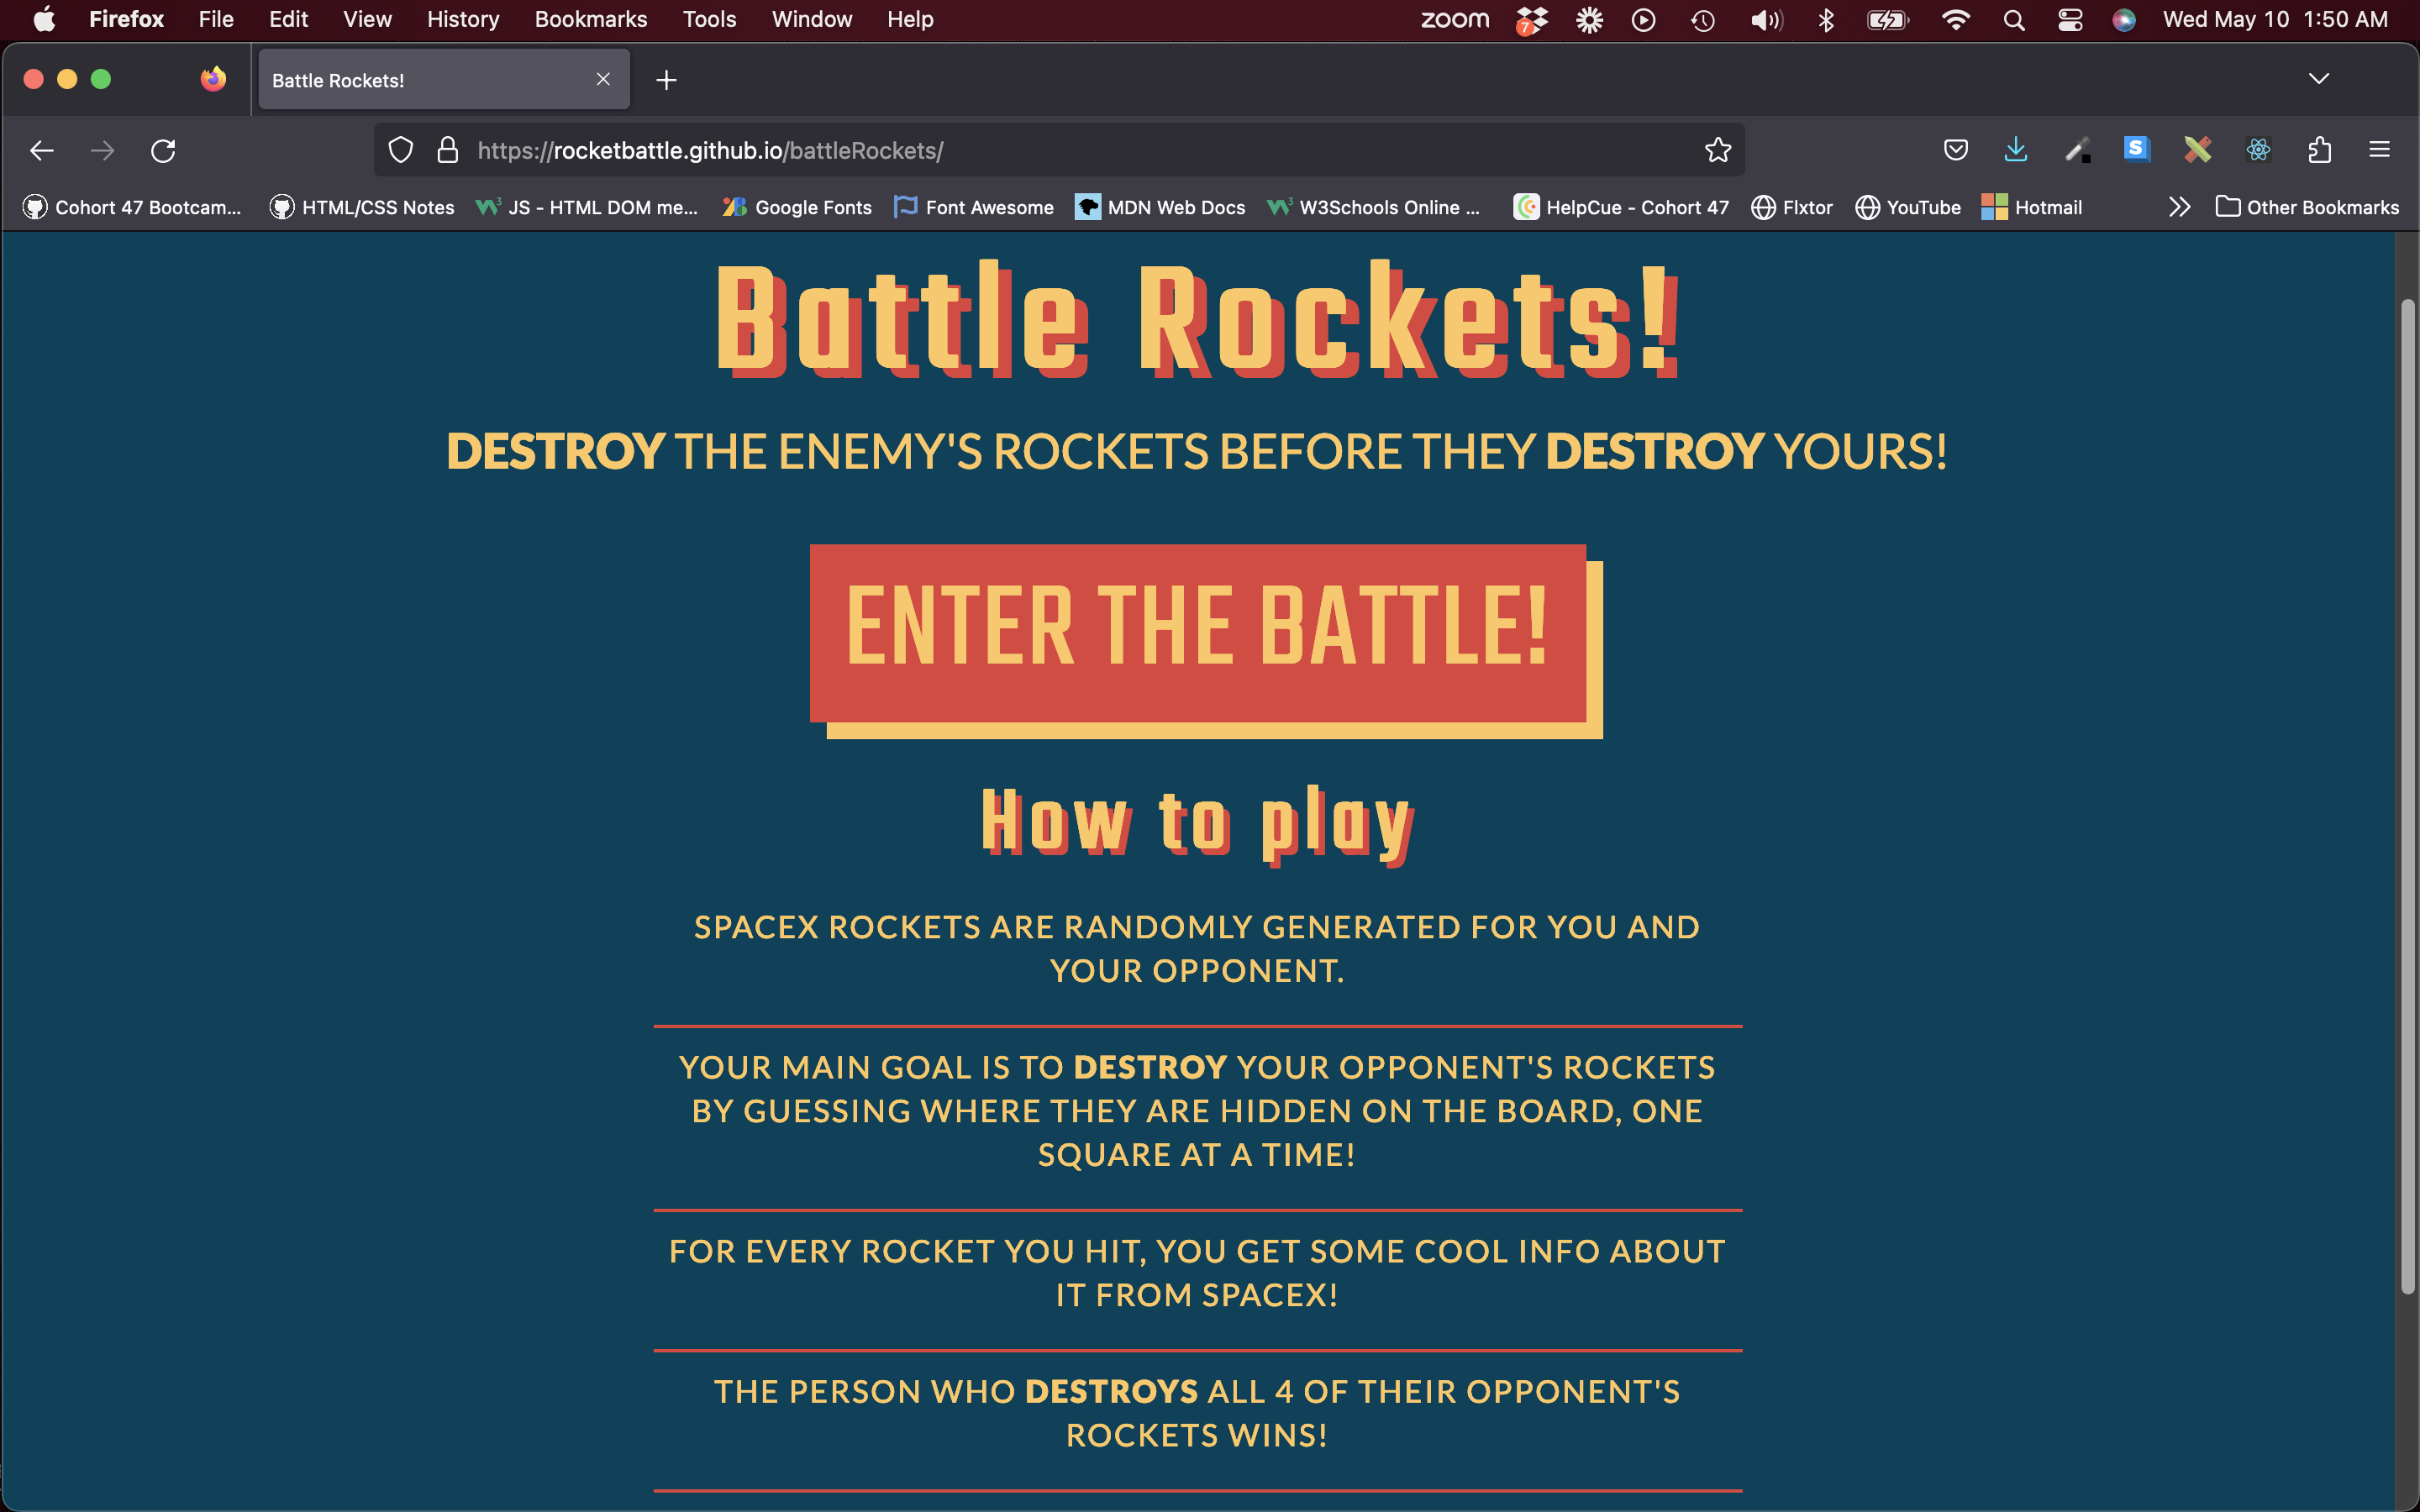 Firefox File Edit View History Bookmarks Tools Window Help zoom 7 Wed May 10 1:50 AM
Battle Rockets!
https://rocketbattle.github.io/battleRockets/ S
Cohort 47 Bootcam... HTML/CSS Notes JS - HTML DOM me... Google Fonts Font Awesome MDN Web Docs W3Schools Online ... HelpCue - Cohort 47 Flxtor YouTube Hotmail Other Bookmarks
Battle Rockets!
DESTROY THE ENEMY'S ROCKETS BEFORE THEY DESTROY YOURS!
ENTER THE BATTLE!
How to play
SPACEX ROCKETS ARE RANDOMLY GENERATED FOR YOU AND
YOUR OPPONENT.
YOUR MAIN GOAL IS TO DESTROY YOUR OPPONENT'S ROCKETS
BY GUESSING WHERE THEY ARE HIDDEN ON THE BOARD, ONE
SQUARE AT A TIME!
FOR EVERY ROCKET YOU HIT, YOU GET SOME COOL INFO ABOUT
IT FROM SPACEX!
THE PERSON WHO DESTROYS ALL 4 OF THEIR OPPONENT'S
ROCKETS WINS!